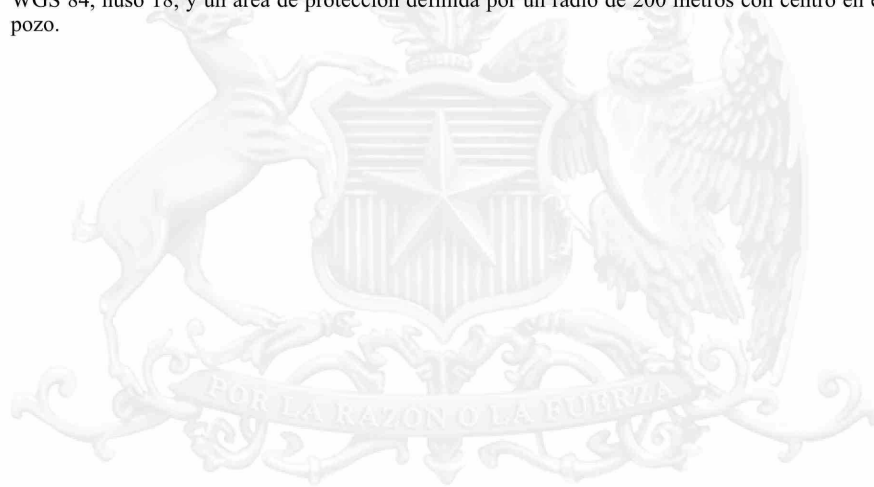 WGS 84, huso 18, y un área de protección definida por un radio de 200 metros con centro en
pozo.
POR LA RAZON O LA FUERZA